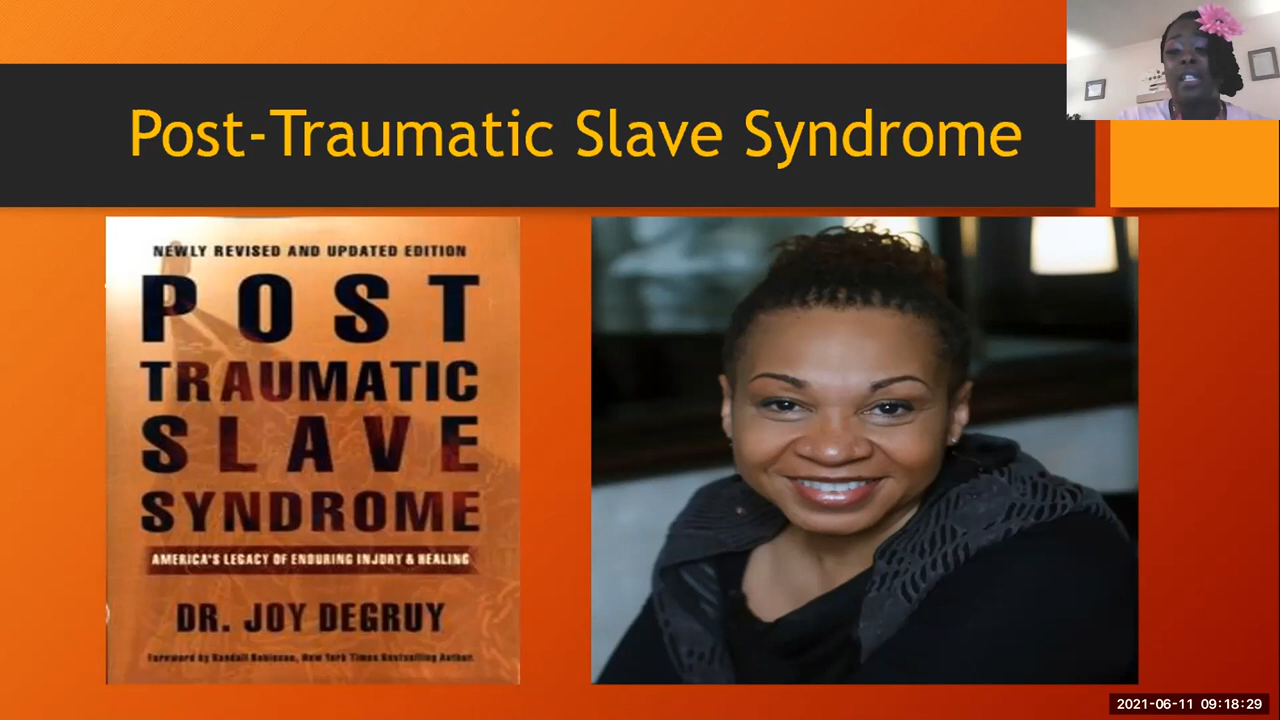 Post-Traumatic Slave Syndrome
NEWLY REVISED AND UPDATED EDITION
POST
TRAUMATIC
SLAVE
SYNDROME
AMERICA'S LEGACY OF ENDURING INJURY & HEALING
DR. JOY DEGRUY
Foreword by Randall Robinson, New York Times Bestselling Author
2021-06-11 09:18:29